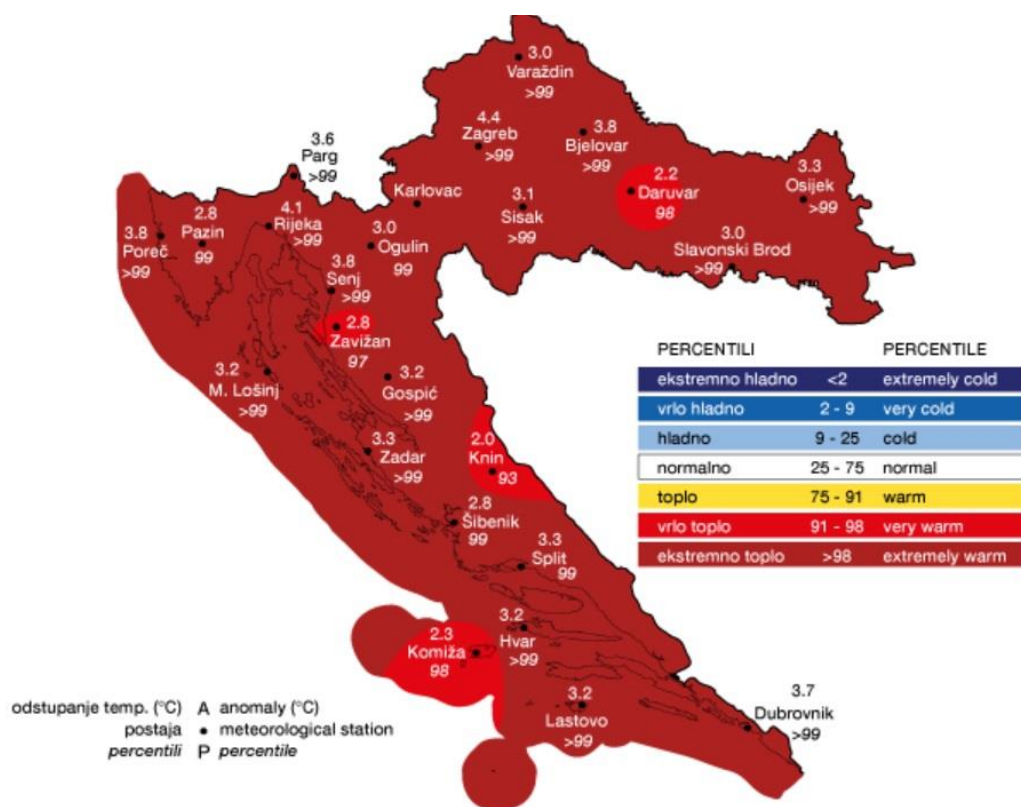 3.0
Varaždin
>99
4.4
Zagreb
>99
3.8
Bjelovar
>99
3.6
Parg
>99
2.2
Daruvar
98
3.3
Osijek
>99
Karlovac
3.1
Sisak
>99
4.1
Rijeka
>99
2.8
Pazin
99
3.8
Poreč
>99
3.0
Ogulin
99
3.0
Slavonski Brod
>99
3.8
Senj
>99
2.8
Zavižan
97
3.2
M. Lošinj
>99
3.2
Gospić
>99
3.3
Zadar
>99
2.0
Knin
93
2.8
Šibenik
99
3.3
Split
99
3.2
Hvar
>99
2.3
Komiža
98
3.2
Lastovo
>99
3.7
Dubrovnik
>99
PERCENTILI PERCENTILE
ekstremno hladno <2 extremely cold
vrlo hladno 2 - 9 very cold
hladno 9 - 25 cold
normalno 25 - 75 normal
toplo 75 - 91 warm
vrlo toplo 91 - 98 very warm
ekstremno toplo >98 extremely warm
odstupanje temp. (°C) A anomaly (°C)
postaja • meteorological station
percentili P percentile